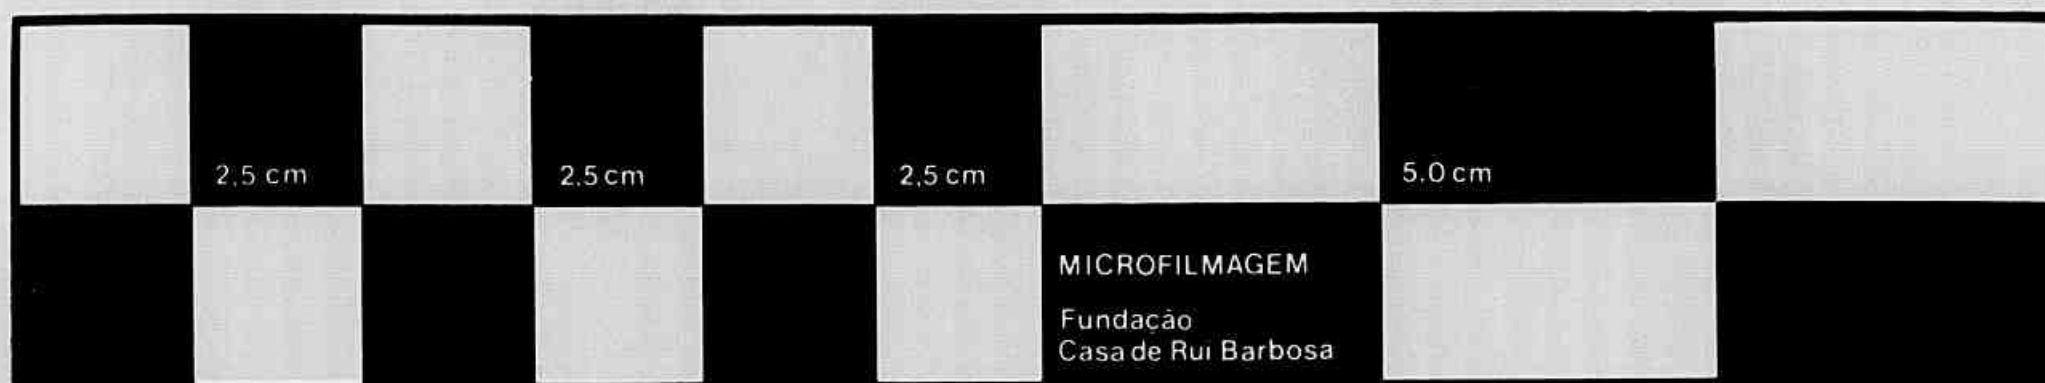 2,5 cm 2,5 cm 2,5 cm 5,0 cm
MICROFILMAGEM
Fundação
Casa de Rui Barbosa